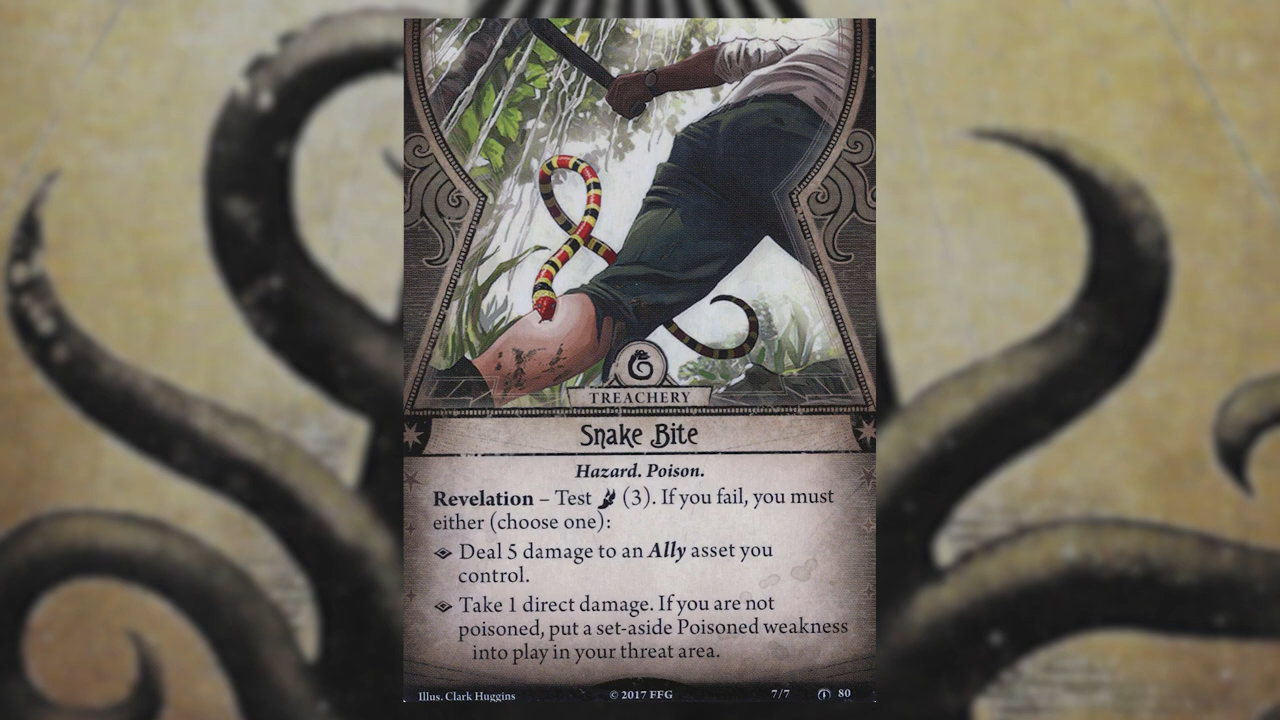 TREACHERY
Snake Bite
Hazard. Poison.
Revelation – Test (3). If you fail, you must
either (choose one):
Deal 5 damage to an Ally asset you
control.
Take 1 direct damage. If you are not
poisoned, put a set-aside Poisoned weakness
into play in your threat area.
Illus. Clark Huggins © 2017 FFG 7/7 80